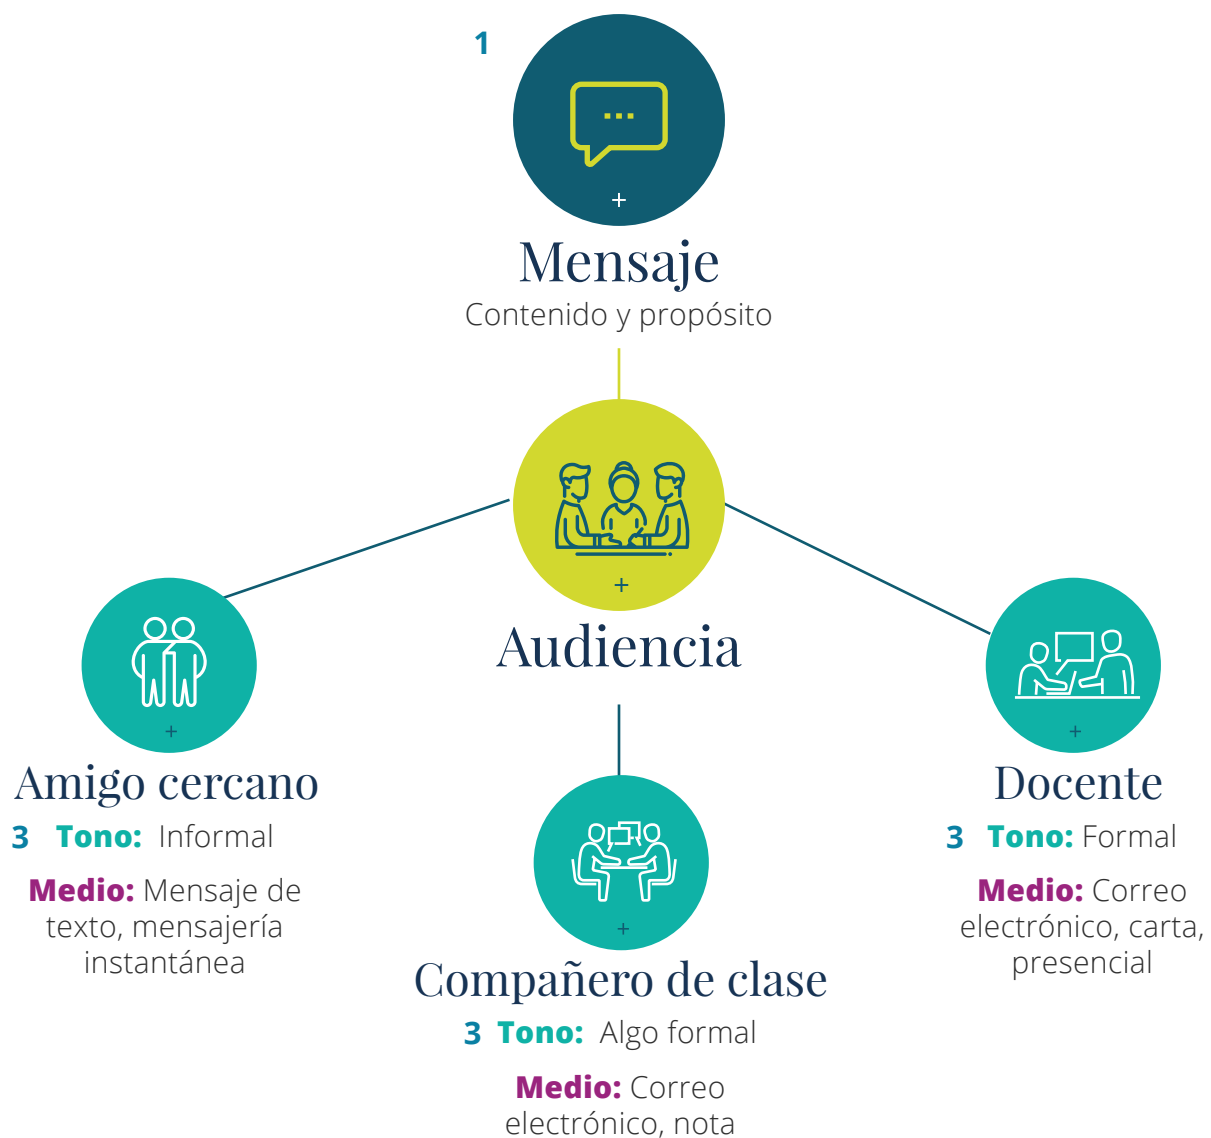 1
Mensaje
Contenido y propósito
Audiencia
Amigo cercano
3 Tono: Informal
Medio: Mensaje de
texto, mensajería
instantánea
Compañero de clase
3 Tono: Algo formal
Medio: Correo
electrónico, nota
Docente
3 Tono: Formal
Medio: Correo
electrónico, carta,
presencial